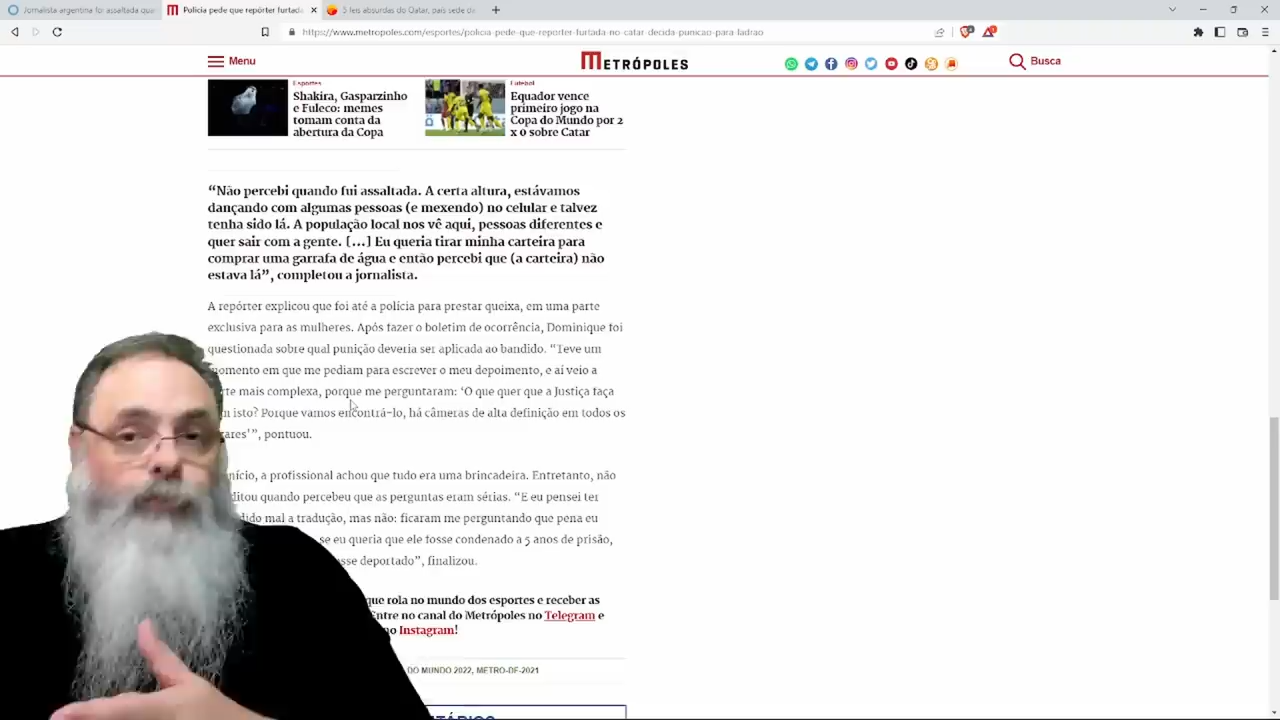 Jornalista argentina foi assaltada quan
Polícia pede que repórter furtada
5 leis absurdas do Qatar, país sede da
https://www.metropoles.com/esportes/policia-pede-que-reporter-furtada-no-catar-decida-punicao-para-ladrao
Menu
METRÓPOLES
Busca
Esportes
Shakira, Gasparzinho
e Fuleco: memes
tomam conta da
abertura da Copa
Futebol
Equador vence
primeiro jogo na
Copa do Mundo por 2
x 0 sobre Catar
“Não percebi quando fui assaltada. A certa altura, estávamos
dançando com algumas pessoas (e mexendo) no celular e talvez
tenha sido lá. A população local nos vê aqui, pessoas diferentes e
quer sair com a gente. […] Eu queria tirar minha carteira para
comprar uma garrafa de água e então percebi que (a carteira) não
estava lá”, completou a jornalista.
A repórter explicou que foi até a polícia para prestar queixa, em uma parte
exclusiva para as mulheres. Após fazer o boletim de ocorrência, Dominique foi
questionada sobre qual punição deveria ser aplicada ao bandido. “Teve um
momento em que me pediam para escrever o meu depoimento, e aí veio a
rte mais complexa, porque me perguntaram: ‘O que quer que a Justiça faça
m isto? Porque vamos encontrá-lo, há câmeras de alta definição em todos os
ares'”, pontuou.
nício, a profissional achou que tudo era uma brincadeira. Entretanto, não
ditou quando percebeu que as perguntas eram sérias. “E eu pensei ter
dido mal a tradução, mas não: ficaram me perguntando que pena eu
se eu queria que ele fosse condenado a 5 anos de prisão,
sse deportado”, finalizou.
que rola no mundo dos esportes e receber as
Entre no canal do Metrópoles no Telegram e
no Instagram!
DO MUNDO 2022, METRO-DF-2021
TÁRIOS